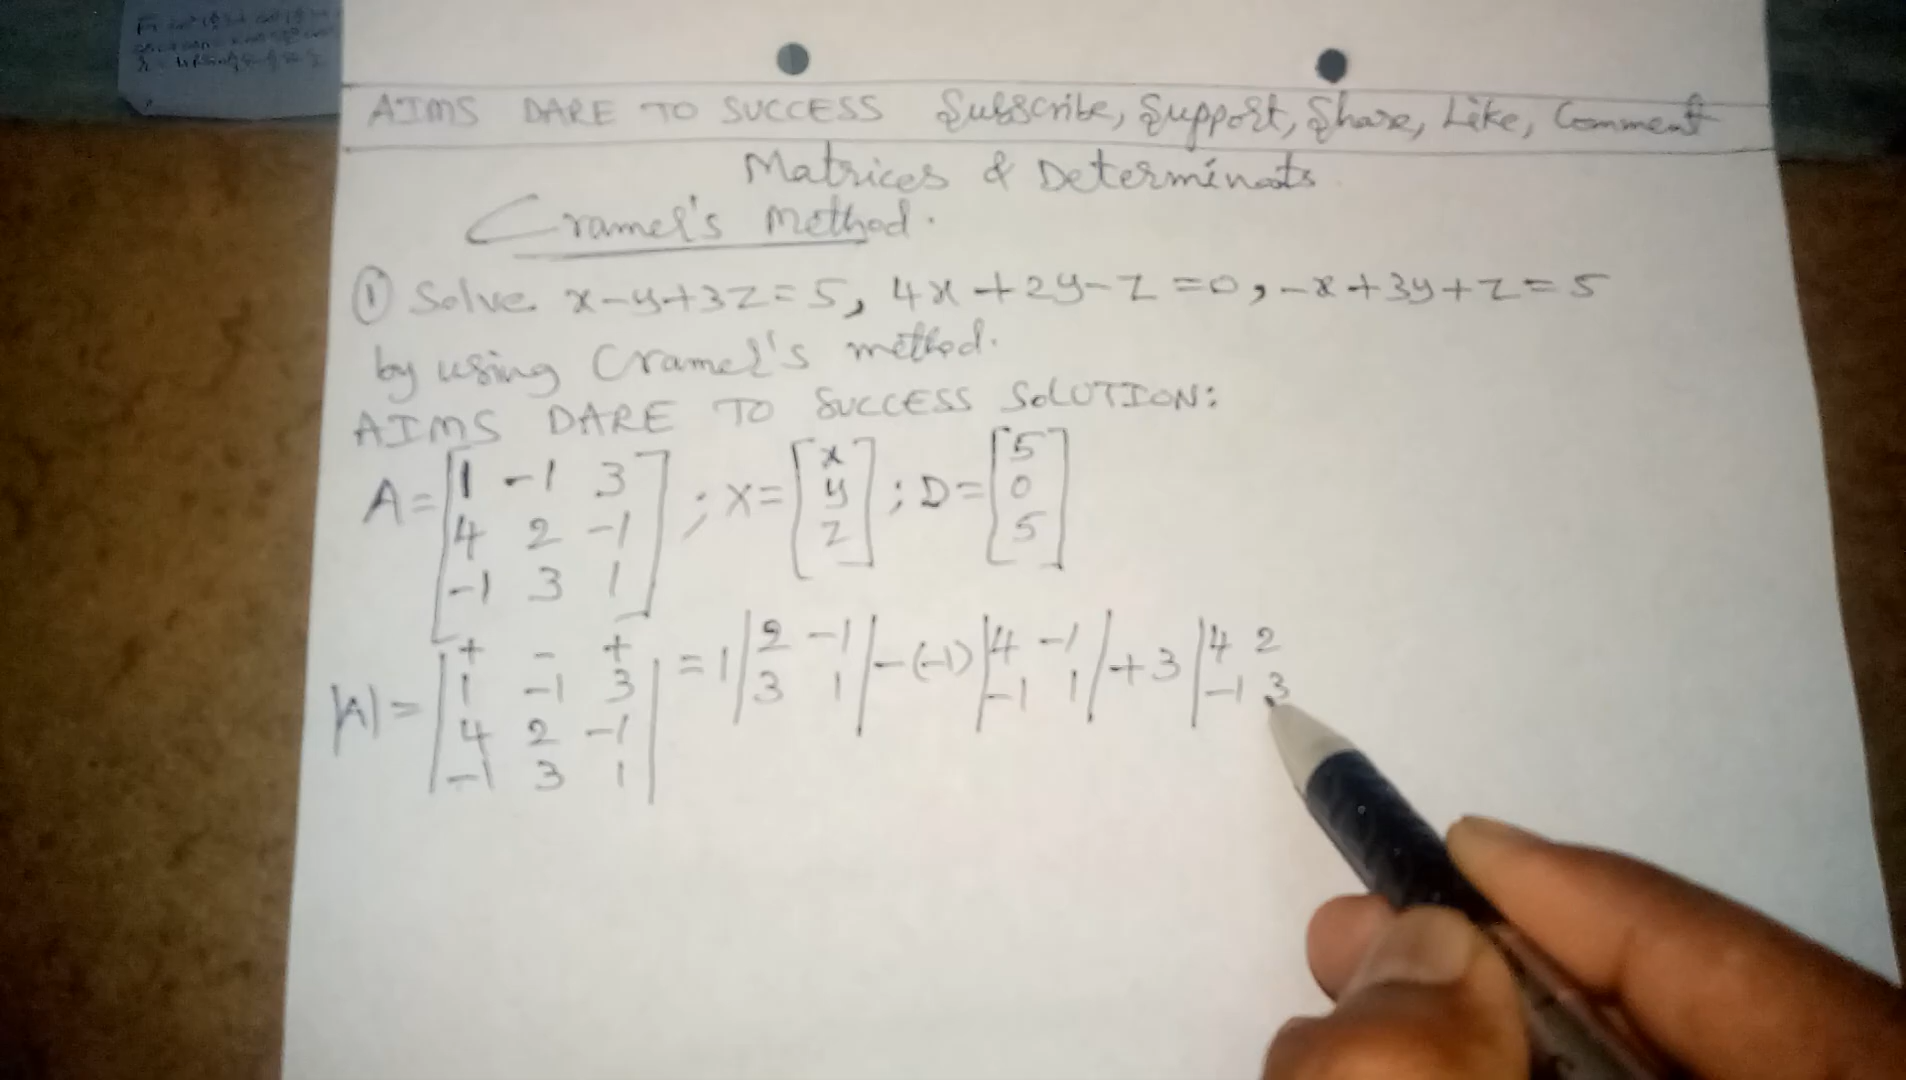 AIMS DARE TO SUCCESS Subscribe, Support, Share, Like, Comment
Matrices & Determinants
Cramer's Method.
① Solve x-y+3z=5, 4x+2y-z=0, -x+3y+z=5
by using Cramer's method.
AIMS DARE TO SUCCESS SOLUTION:
A=[1 -1 3; 4 2 -1; -1 3 1]; X=[x; y; z]; D=[5; 0; 5]
+ - +
|A|=|1 -1 3; 4 2 -1; -1 3 1| =1|2 -1; 3 1|-(-1)|4 -1; -1 1|+3|4 2; -1 3